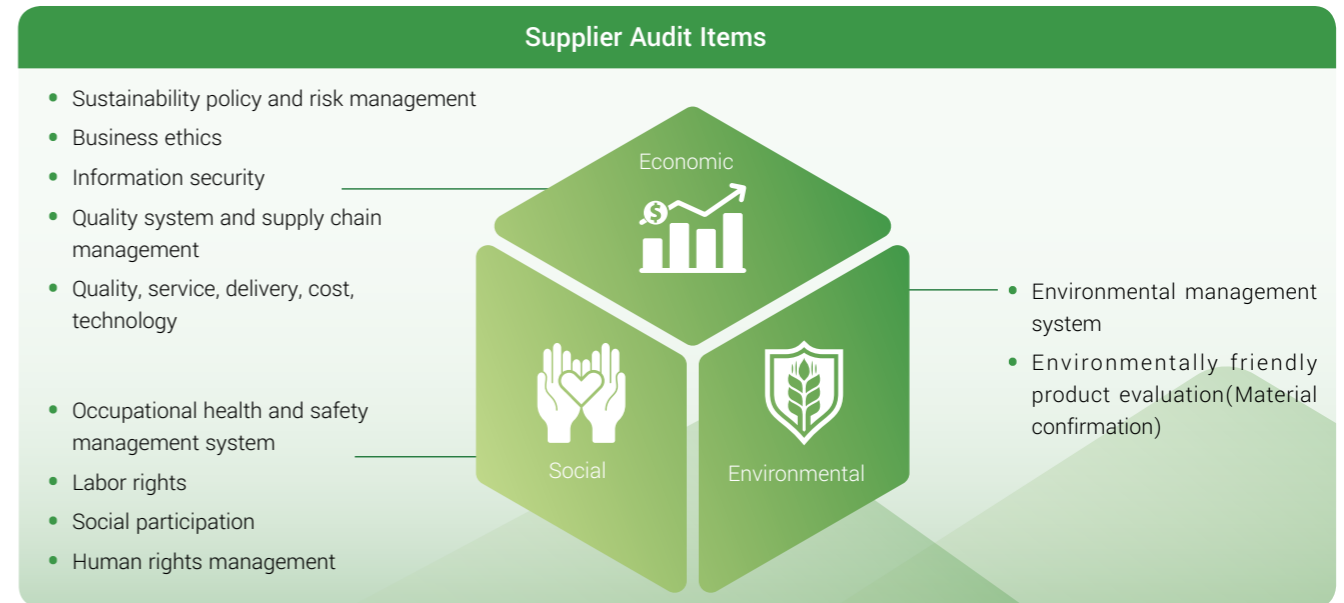 Supplier Audit Items
• Sustainability policy and risk management
• Business ethics
• Information security
• Quality system and supply chain
management
• Quality, service, delivery, cost,
technology
• Occupational health and safety
management system
• Labor rights
• Social participation
• Human rights management
Economic
$
Social
Environmental
• Environmental management
system
• Environmentally friendly
product evaluation(Material
confirmation)